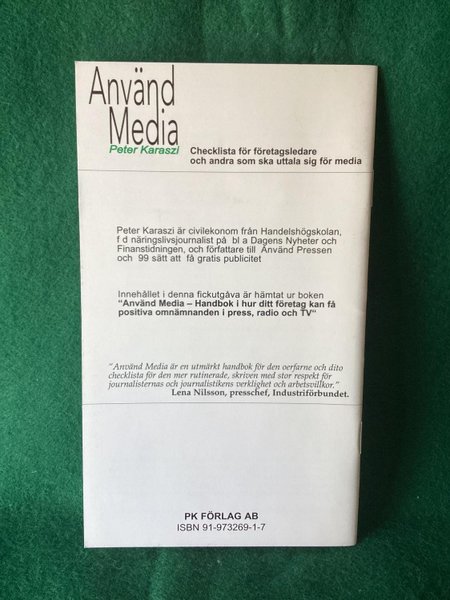 Använd
Media
Peter Karaszi
Checklista för företagsledare
och andra som ska uttala sig för media
Peter Karaszi är civilekonom från Handelshögskolan,
f d näringslivsjournalist på bl a Dagens Nyheter och
Finanstidningen, och författare till Använd Pressen
och 99 sätt att få gratis publicitet
Innehållet i denna fickutgåva är hämtat ur boken
"Använd Media – Handbok i hur ditt företag kan få
positiva omnämnanden i press, radio och TV"
"Använd Media är en utmärkt handbok för den oerfarne och dito
checklista för den mer rutinerade, skriven med stor respekt för
journalisternas och journalistikens verklighet och arbetsvillkor."
Lena Nilsson, presschef, Industriförbundet.
PK FÖRLAG AB
ISBN 91-973269-1-7